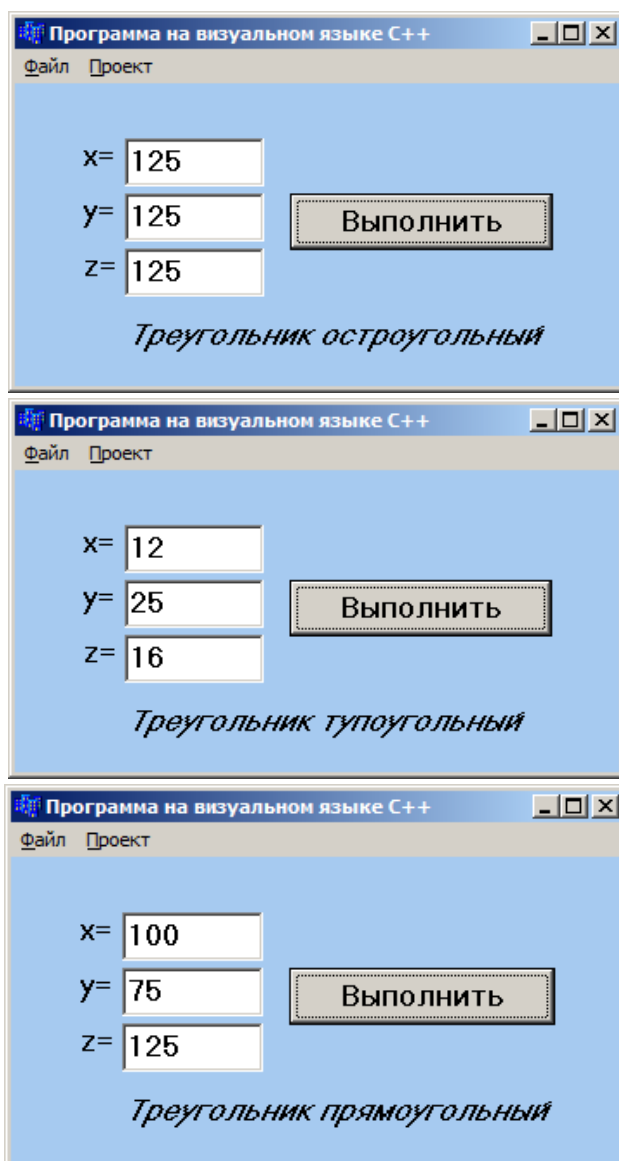 Программа на визуальном языке C++
Файл Проект
x= 125
y= 125
Выполнить
z= 125
Треугольник остроугольный
Программа на визуальном языке C++
Файл Проект
x= 12
y= 25
Выполнить
z= 16
Треугольник тупоугольный
Программа на визуальном языке C++
Файл Проект
x= 100
y= 75
Выполнить
z= 125
Треугольник прямоугольный